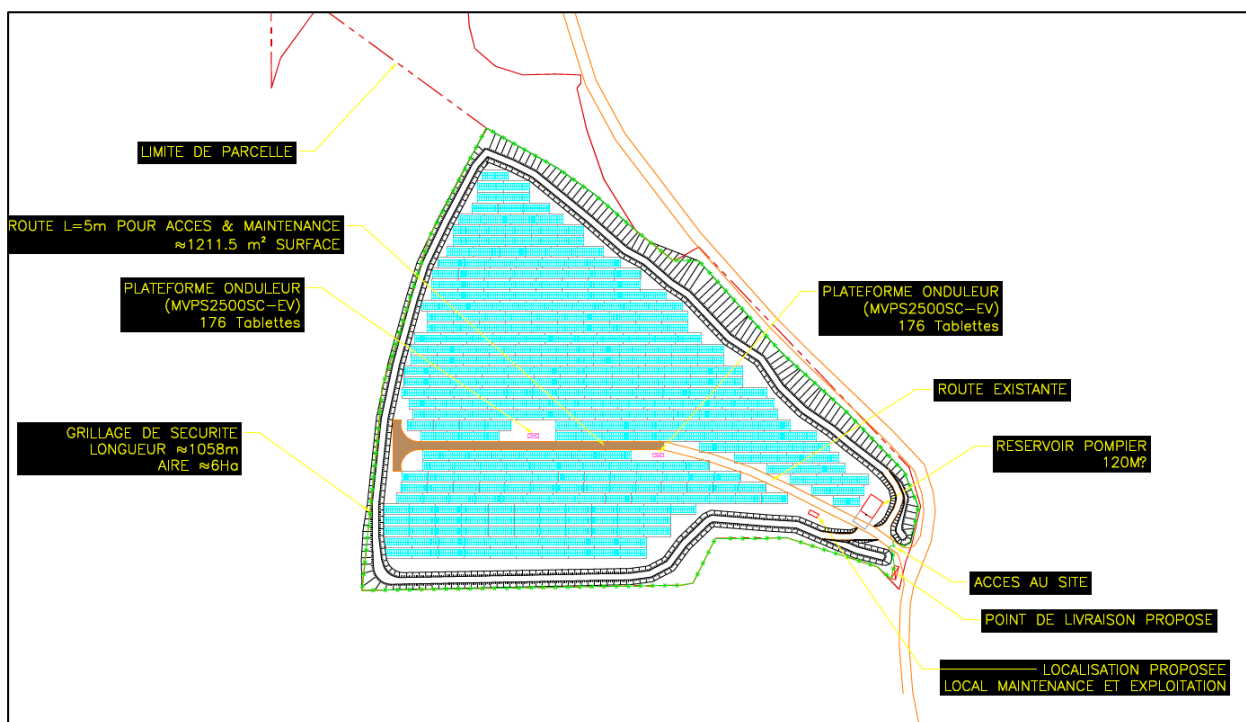 LIMITE DE PARCELLE
ROUTE L=5m POUR ACCES & MAINTENANCE
≈1211.5 m² SURFACE
PLATEFORME ONDULEUR
(MVPS2500SC-EV)
176 Tablettes
GRILLAGE DE SECURITE
LONGUEUR ≈1058m
AIRE ≈6Ha
PLATEFORME ONDULEUR
(MVPS2500SC-EV)
176 Tablettes
ROUTE EXISTANTE
RESERVOIR POMPIER
120M?
ACCES AU SITE
POINT DE LIVRAISON PROPOSE
LOCALISATION PROPOSEE
LOCAL MAINTENANCE ET EXPLOITATION